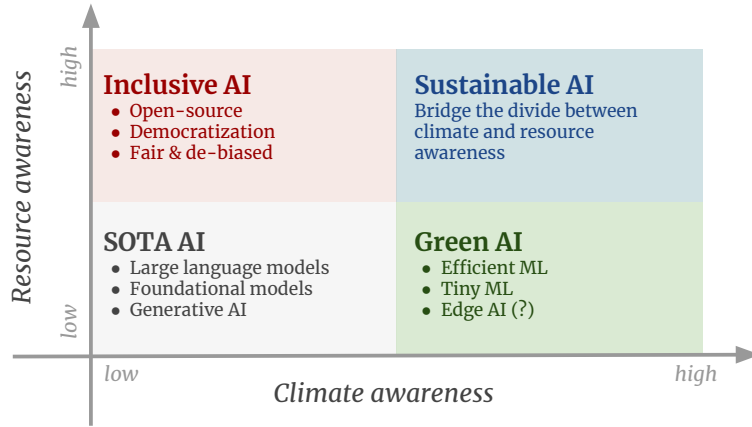 Resource awareness
high
low
Inclusive AI
● Open-source
● Democratization
● Fair & de-biased
Sustainable AI
Bridge the divide between
climate and resource
awareness
SOTA AI
● Large language models
● Foundational models
● Generative AI
Green AI
● Efficient ML
● Tiny ML
● Edge AI (?)
low
high
Climate awareness